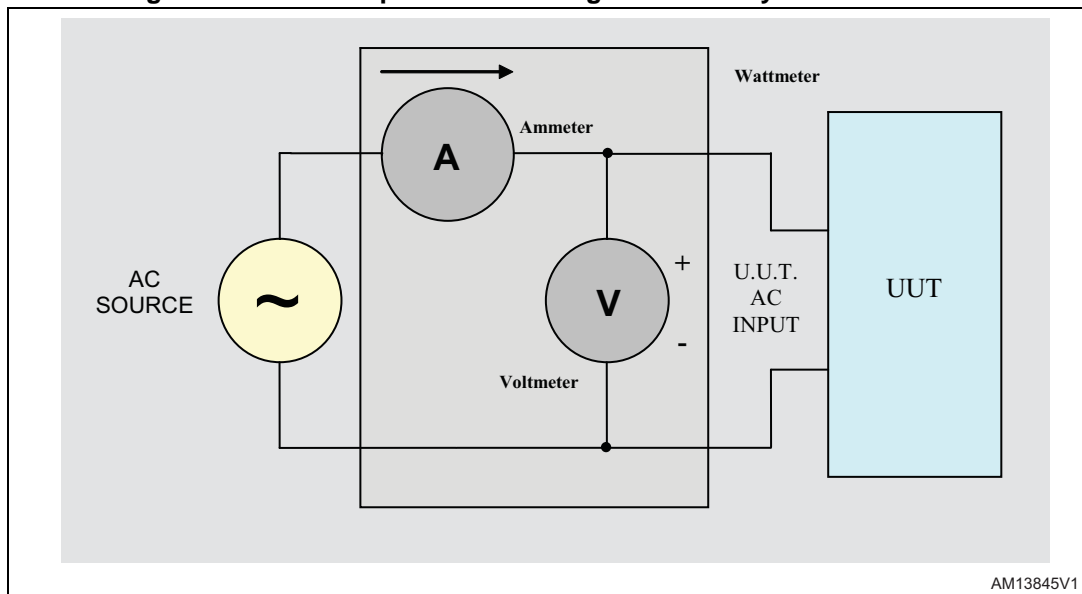 Wattmeter
Ammeter
A
AC
SOURCE
~
V
+
-
U.U.T.
AC
INPUT
UUT
Voltmeter
AM13845V1